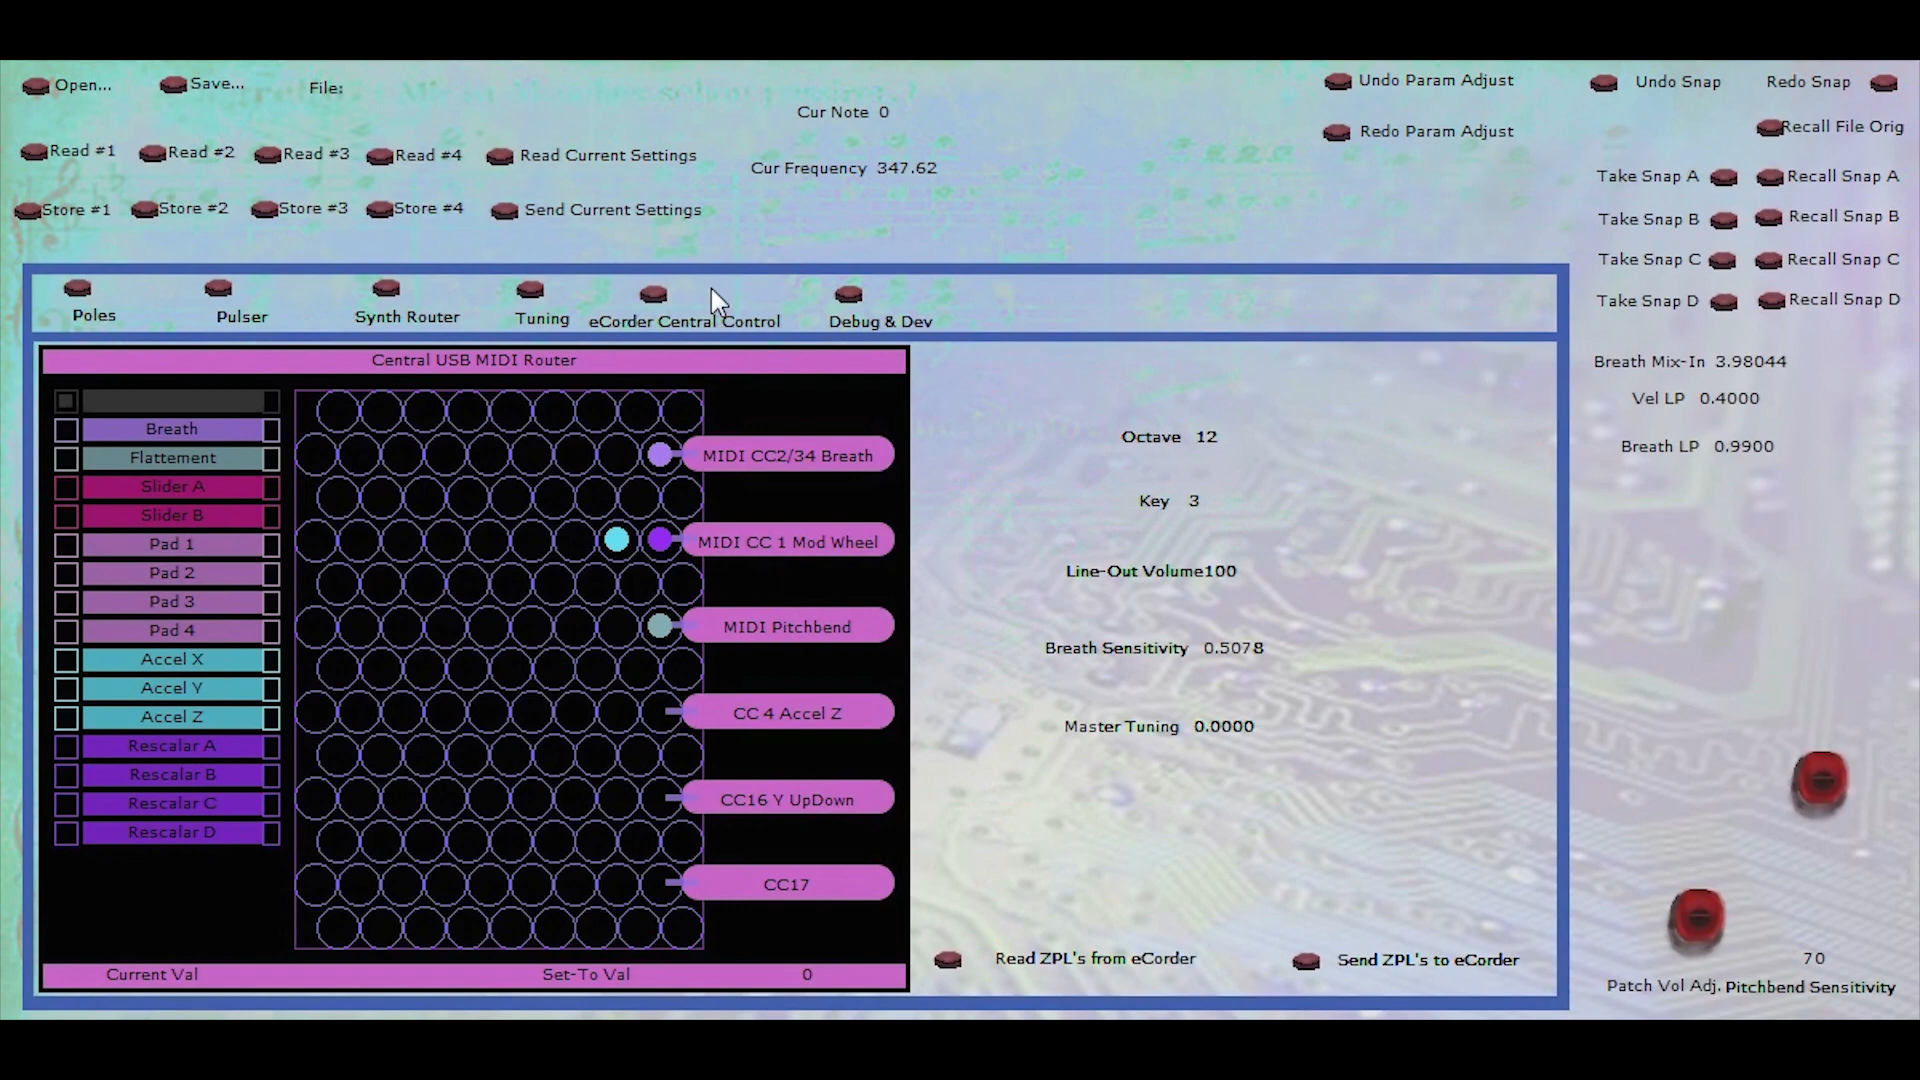 Open...
Save...
File:
Cur Note 0
Undo Param Adjust
Undo Snap
Redo Snap
Read #1
Read #2
Read #3
Read #4
Read Current Settings
Cur Frequency 347.62
Redo Param Adjust
Recall File Orig
Store #1
Store #2
Store #3
Store #4
Send Current Settings
Take Snap A
Recall Snap A
Take Snap B
Recall Snap B
Take Snap C
Recall Snap C
Take Snap D
Recall Snap D
Poles
Pulser
Synth Router
Tuning
eCorder Central Control
Debug & Dev
Central USB MIDI Router
Breath
Flattement
Slider A
Slider B
Pad 1
Pad 2
Pad 3
Pad 4
Accel X
Accel Y
Accel Z
Rescalar A
Rescalar B
Rescalar C
Rescalar D
MIDI CC2/34 Breath
MIDI CC 1 Mod Wheel
MIDI Pitchbend
CC 4 Accel Z
CC16 Y UpDown
CC17
Current Val
Set-To Val
0
Octave 12
Key 3
Line-Out Volume100
Breath Sensitivity 0.5078
Master Tuning 0.0000
Read ZPL's from eCorder
Send ZPL's to eCorder
Breath Mix-In 3.98044
Vel LP 0.4000
Breath LP 0.9900
70
Patch Vol Adj.
Pitchbend Sensitivity